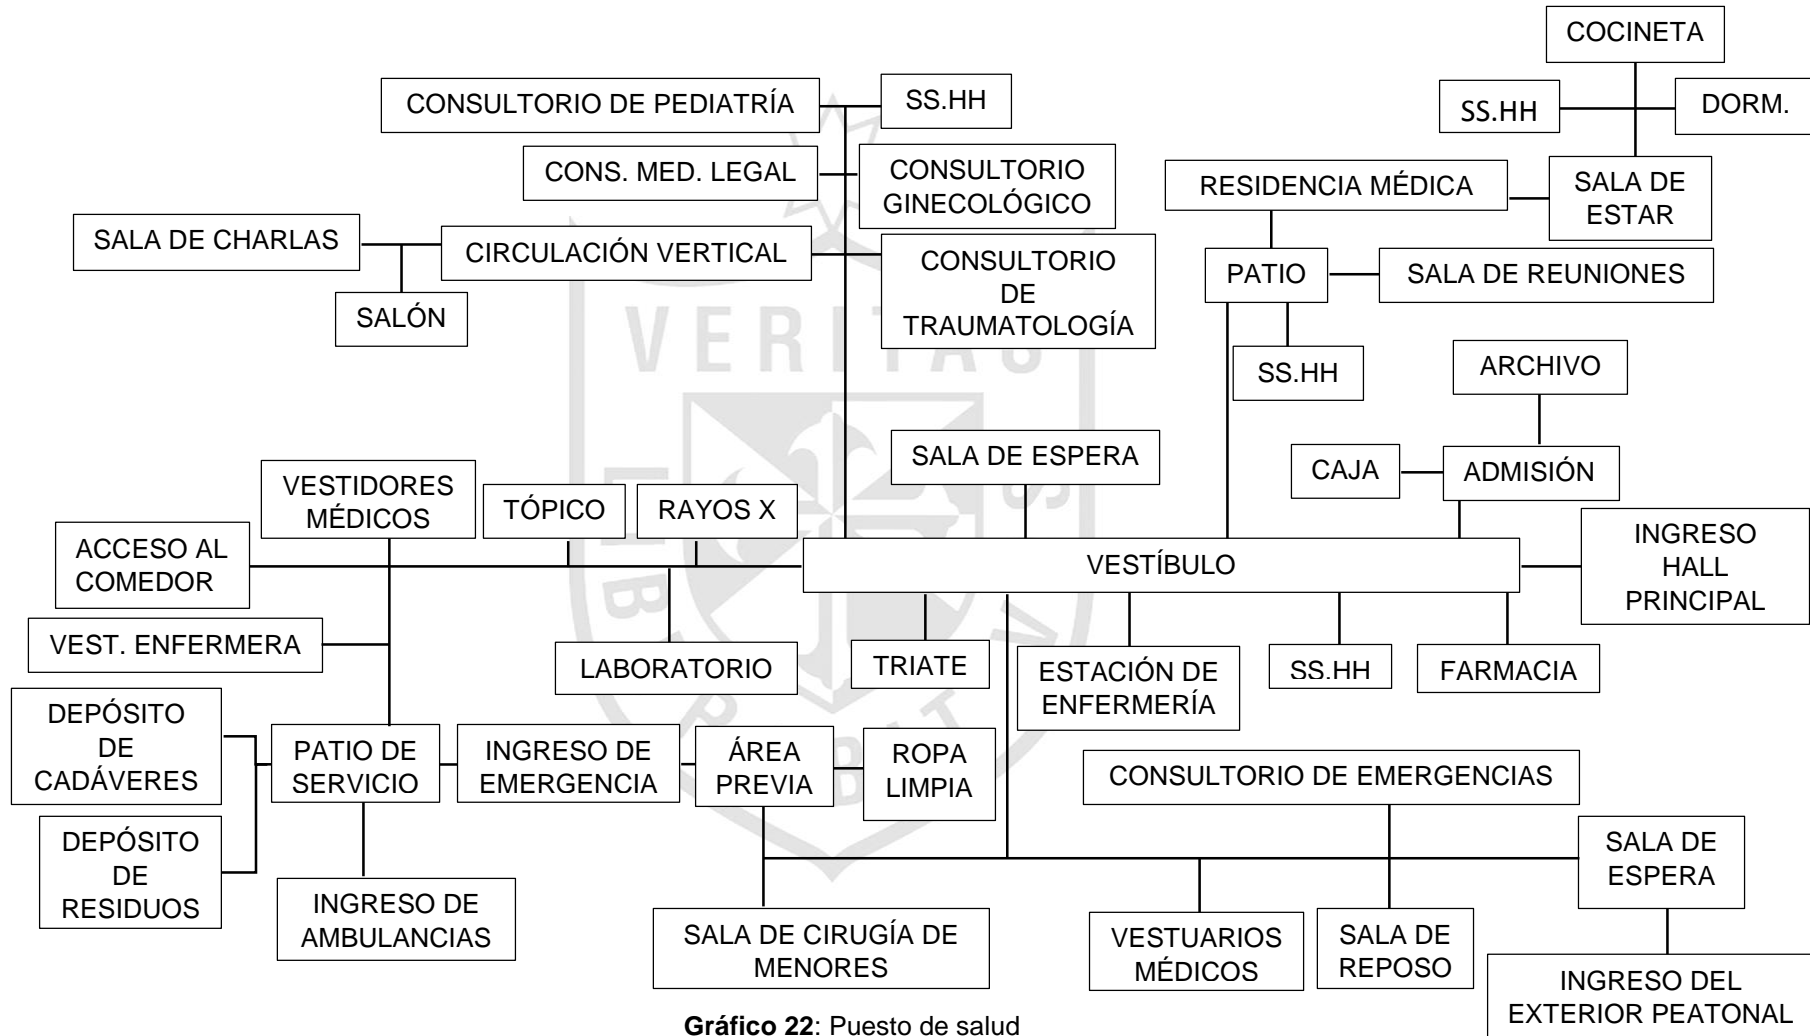 COCINETA
CONSULTORIO DE PEDIATRÍA
SS.HH
SS.HH
DORM.
CONS. MED. LEGAL
CONSULTORIO
GINECOLÓGICO
RESIDENCIA MÉDICA
SALA DE
ESTAR
SALA DE CHARLAS
CIRCULACIÓN VERTICAL
CONSULTORIO
DE
TRAUMATOLOGÍA
PATIO
SALA DE REUNIONES
SALÓN
SS.HH
ARCHIVO
VERITAS
SALA DE ESPERA
CAJA
ADMISIÓN
VESTIDORES
MÉDICOS
TÓPICO
RAYOS X
ACCESO AL
COMEDOR
VESTÍBULO
INGRESO
HALL
PRINCIPAL
VEST. ENFERMERA
LABORATORIO
TRIATE
ESTACIÓN DE
ENFERMERÍA
SS.HH
FARMACIA
DEPÓSITO
DE
CADÁVERES
PATIO DE
SERVICIO
INGRESO DE
EMERGENCIA
ÁREA
PREVIA
ROPA
LIMPIA
CONSULTORIO DE EMERGENCIAS
DEPÓSITO
DE
RESIDUOS
SALA DE
ESPERA
INGRESO DE
AMBULANCIAS
SALA DE CIRUGÍA DE
MENORES
VESTUARIOS
MÉDICOS
SALA DE
REPOSO
INGRESO DEL
EXTERIOR PEATONAL
Gráfico 22: Puesto de salud